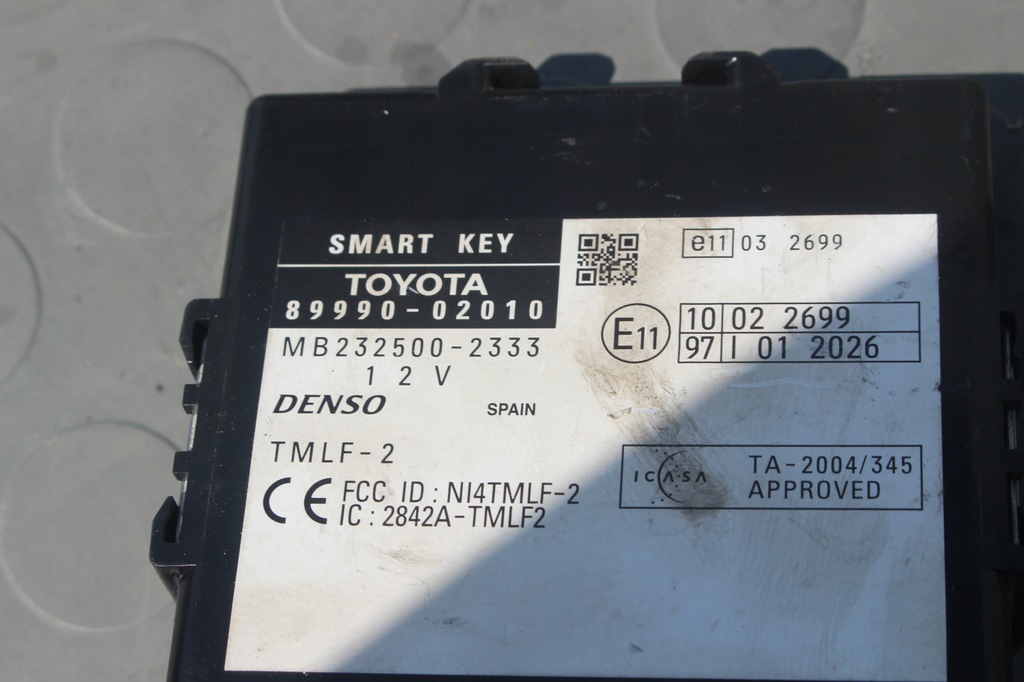 SMART KEY
TOYOTA
89990-02010
MB232500-2333
12V
DENSO SPAIN
TMLF-2
CE FCC ID: NI4TMLF-2
IC: 2842A-TMLF2
e11 03 2699
E11
10 02 2699
97 I 01 2026
ICASA TA-2004/345
APPROVED